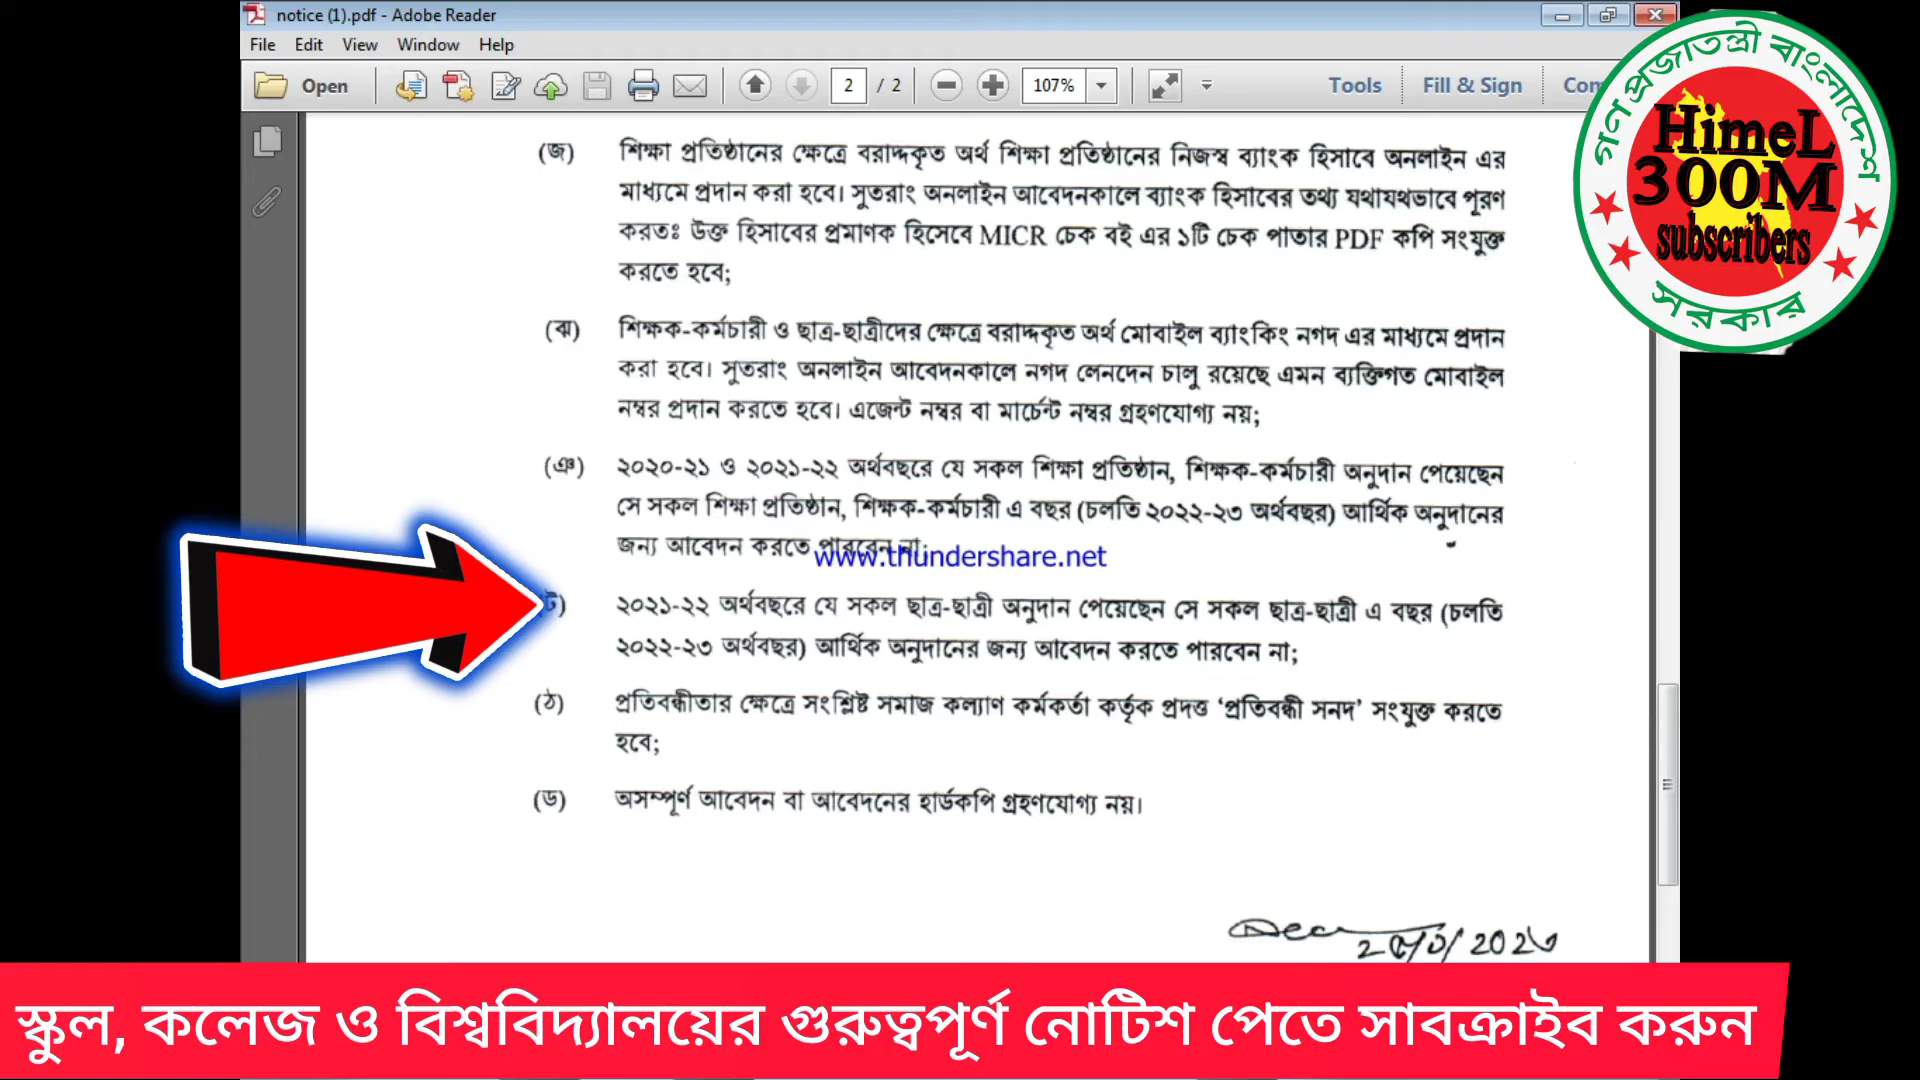 notice (1).pdf - Adobe Reader
File Edit View Window Help
Open 2 / 2 107% Tools Fill & Sign
(জ) শিক্ষা প্রতিষ্ঠানের ক্ষেত্রে বরাদ্দকৃত অর্থ শিক্ষা প্রতিষ্ঠানের নিজস্ব ব্যাংক হিসাবে অনলাইন এর
মাধ্যমে প্রদান করা হবে। সুতরাং অনলাইন আবেদনকালে ব্যাংক হিসাবের তথ্য যথাযথভাবে পূরণ
করতঃ উক্ত হিসাবের প্রমাণক হিসেবে MICR চেক বই এর ১টি চেক পাতার PDF কপি সংযুক্ত
করতে হবে;
(ঝ) শিক্ষক-কর্মচারী ও ছাত্র-ছাত্রীদের ক্ষেত্রে বরাদ্দকৃত অর্থ মোবাইল ব্যাংকিং নগদ এর মাধ্যমে প্রদান
করা হবে। সুতরাং অনলাইন আবেদনকালে নগদ লেনদেন চালু রয়েছে এমন ব্যক্তিগত মোবাইল
নম্বর প্রদান করতে হবে। এজেন্ট নম্বর বা মার্চেন্ট নম্বর গ্রহণযোগ্য নয়;
(ঞ) ২০২০-২১ ও ২০২১-২২ অর্থবছরে যে সকল শিক্ষা প্রতিষ্ঠান, শিক্ষক-কর্মচারী অনুদান পেয়েছেন
সে সকল শিক্ষা প্রতিষ্ঠান, শিক্ষক-কর্মচারী এ বছর (চলতি ২০২২-২৩ অর্থবছর) আর্থিক অনুদানের
জন্য আবেদন করতে পারবেন না
www.thundershare.net
ট) ২০২১-২২ অর্থবছরে যে সকল ছাত্র-ছাত্রী অনুদান পেয়েছেন সে সকল ছাত্র-ছাত্রী এ বছর (চলতি
২০২২-২৩ অর্থবছর) আর্থিক অনুদানের জন্য আবেদন করতে পারবেন না;
(ঠ) প্রতিবন্ধীতার ক্ষেত্রে সংশ্লিষ্ট সমাজ কল্যাণ কর্মকর্তা কর্তৃক প্রদত্ত ‘প্রতিবন্ধী সনদ’ সংযুক্ত করতে
হবে;
(ড) অসম্পূর্ণ আবেদন বা আবেদনের হার্ডকপি গ্রহণযোগ্য নয়।
গণপ্রজাতন্ত্রী বাংলাদেশ
HimeL
300M
subscribers
সরকার
স্কুল, কলেজ ও বিশ্ববিদ্যালয়ের গুরুত্বপূর্ণ নোটিশ পেতে সাবক্রাইব করুন